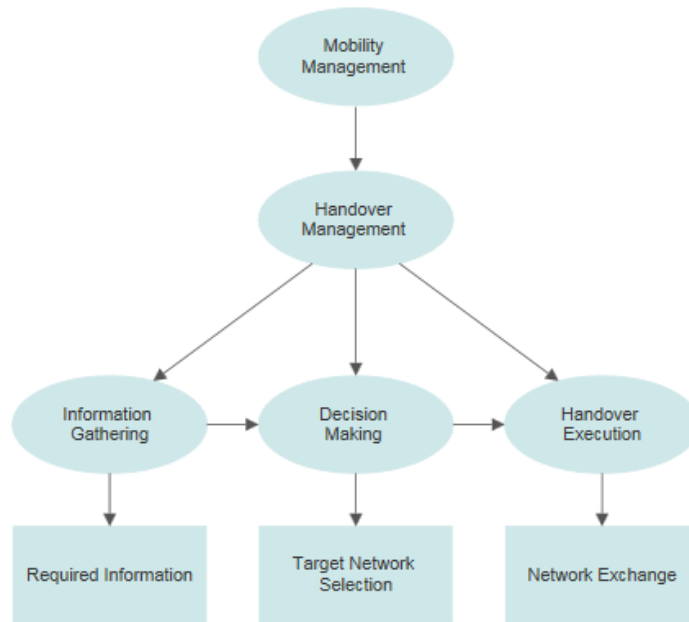 Mobility
Management
Handover
Management
Information
Gathering
Decision
Making
Handover
Execution
Required Information
Target Network
Selection
Network Exchange